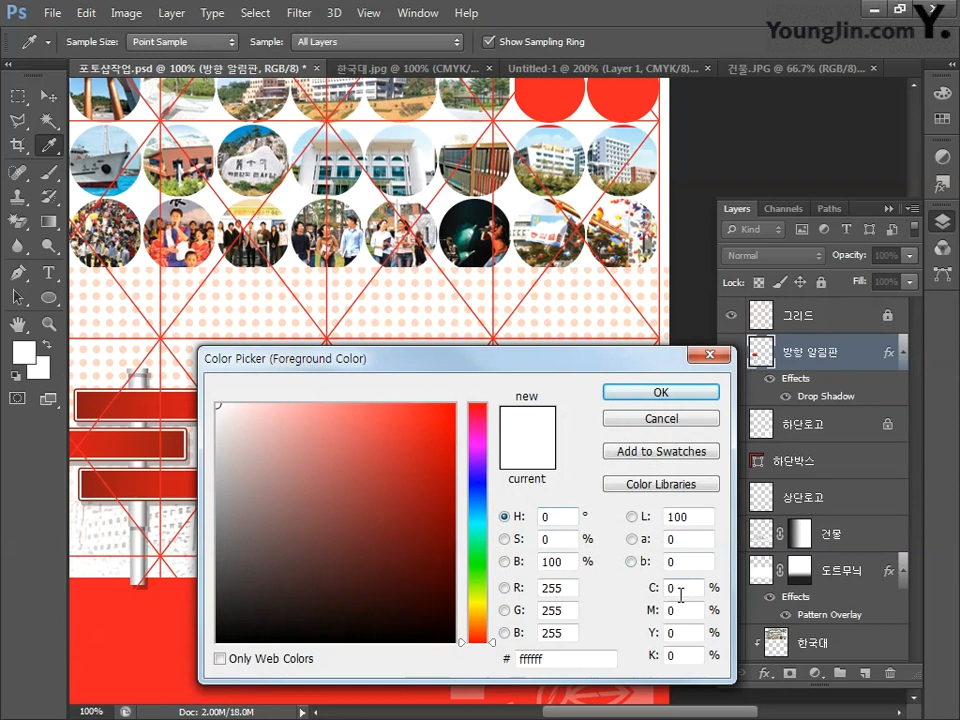 Ps File Edit Image Layer Type Select Filter 3D View Window Help
YoungJin.com Y.
Sample Size: Point Sample Sample: All Layers Show Sampling Ring
포토샵작업.psd @ 100% (방향 알림판, RGB/8) * × 한국대.jpg @ 100% (CMYK/... × Untitled-1 @ 200% (Layer 1, CMYK/8)... × 건물.JPG @ 66.7% (RGB/8)... ×
Layers Channels Paths
Kind
Normal Opacity: 100%
Lock: Fill: 100%
그리드
방향 알림판 fx
Effects
Drop Shadow
하단로고
하단박스
상단로고
건물
도트무늬 fx
Effects
Pattern Overlay
한국대
Color Picker (Foreground Color)
new
current
OK
Cancel
Add to Swatches
Color Libraries
H: 0 ° L: 100
S: 0 % a: 0
B: 100 % b: 0
R: 255 C: 0 %
G: 255 M: 0 %
B: 255 Y: 0 %
# ffffff K: 0 %
Only Web Colors
100% Doc: 2.00M/18.0M